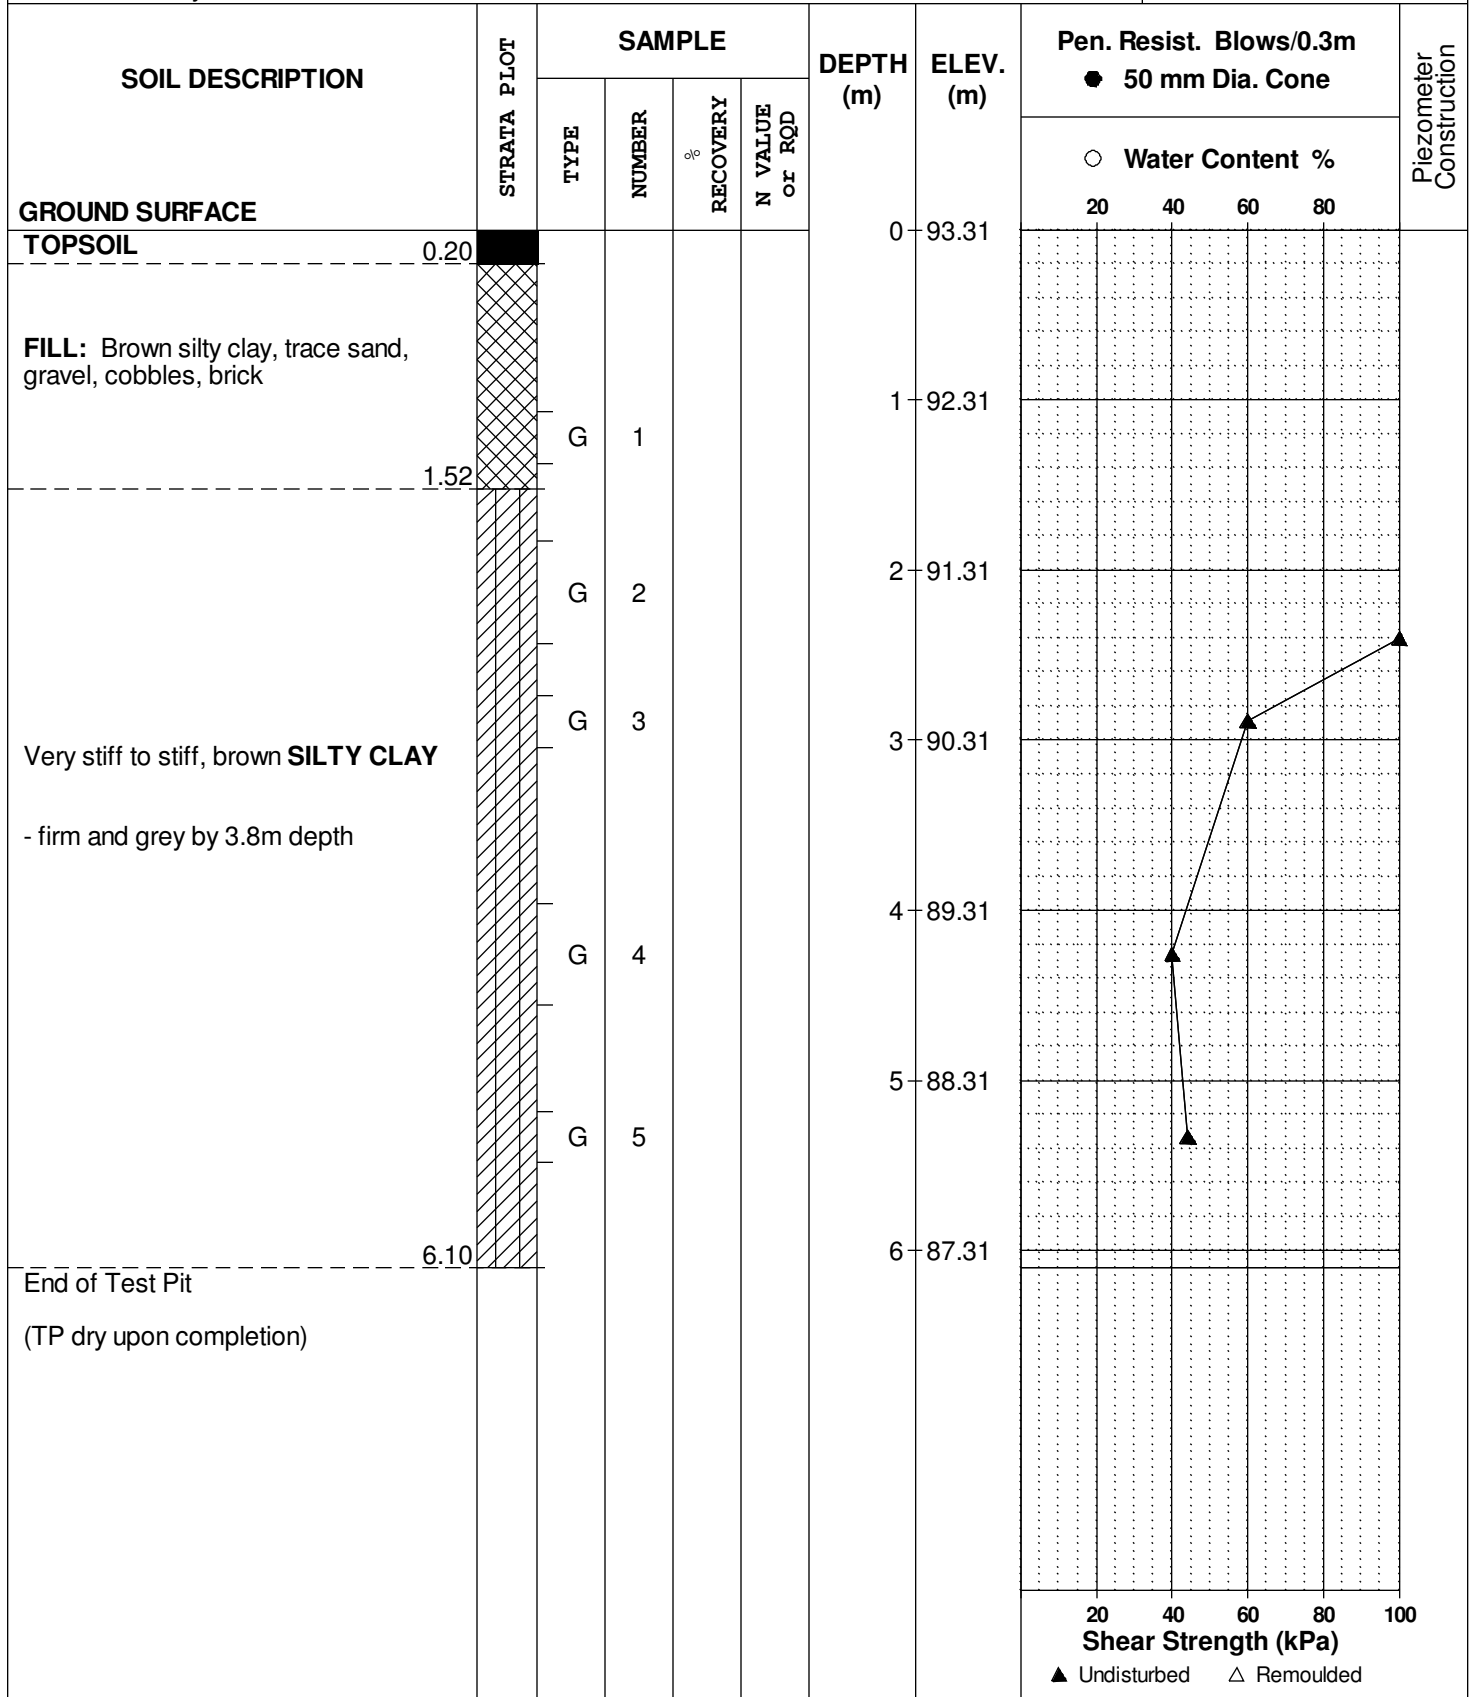 SOIL DESCRIPTION
GROUND SURFACE
STRATA PLOT
SAMPLE
TYPE
NUMBER
%
RECOVERY
N VALUE
or RQD
DEPTH
(m)
ELEV.
(m)
Pen. Resist. Blows/0.3m
● 50 mm Dia. Cone
○ Water Content %
20 40 60 80
Piezometer
Construction
TOPSOIL 0.20
0 93.31
FILL: Brown silty clay, trace sand,
gravel, cobbles, brick
1 92.31
G 1
1.52
2 91.31
G 2
G 3
3 90.31
Very stiff to stiff, brown SILTY CLAY
- firm and grey by 3.8m depth
4 89.31
G 4
5 88.31
G 5
6.10
6 87.31
End of Test Pit
(TP dry upon completion)
20 40 60 80 100
Shear Strength (kPa)
▲ Undisturbed △ Remoulded